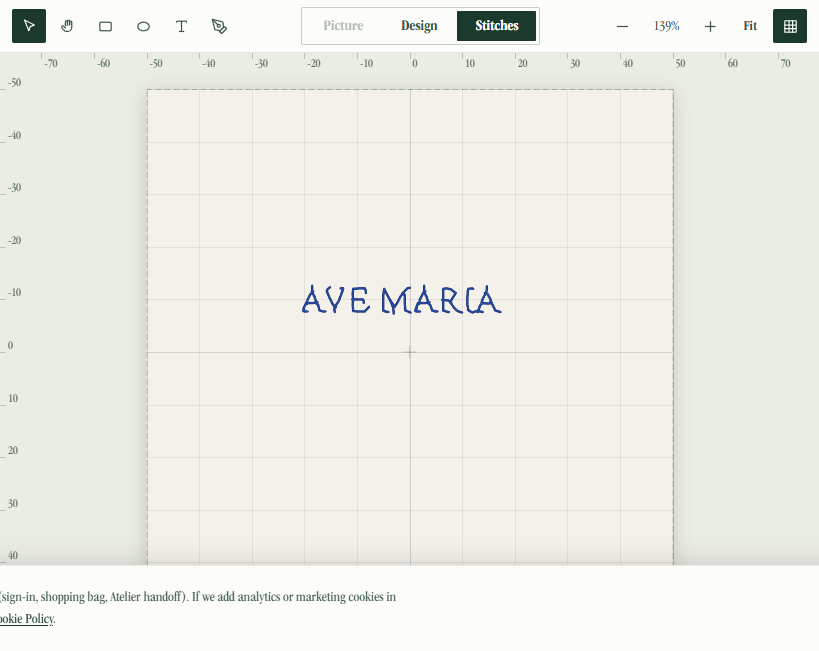 Picture Design Stitches 139% Fit
-70 -60 -50 -40 -30 -20 -10 0 10 20 30 40 50 60 70
-50
-40
-30
-20
-10
AVE MARIA
0
10
20
30
40
(sign-in, shopping bag, Atelier handoff). If we add analytics or marketing cookies in
ookie Policy.